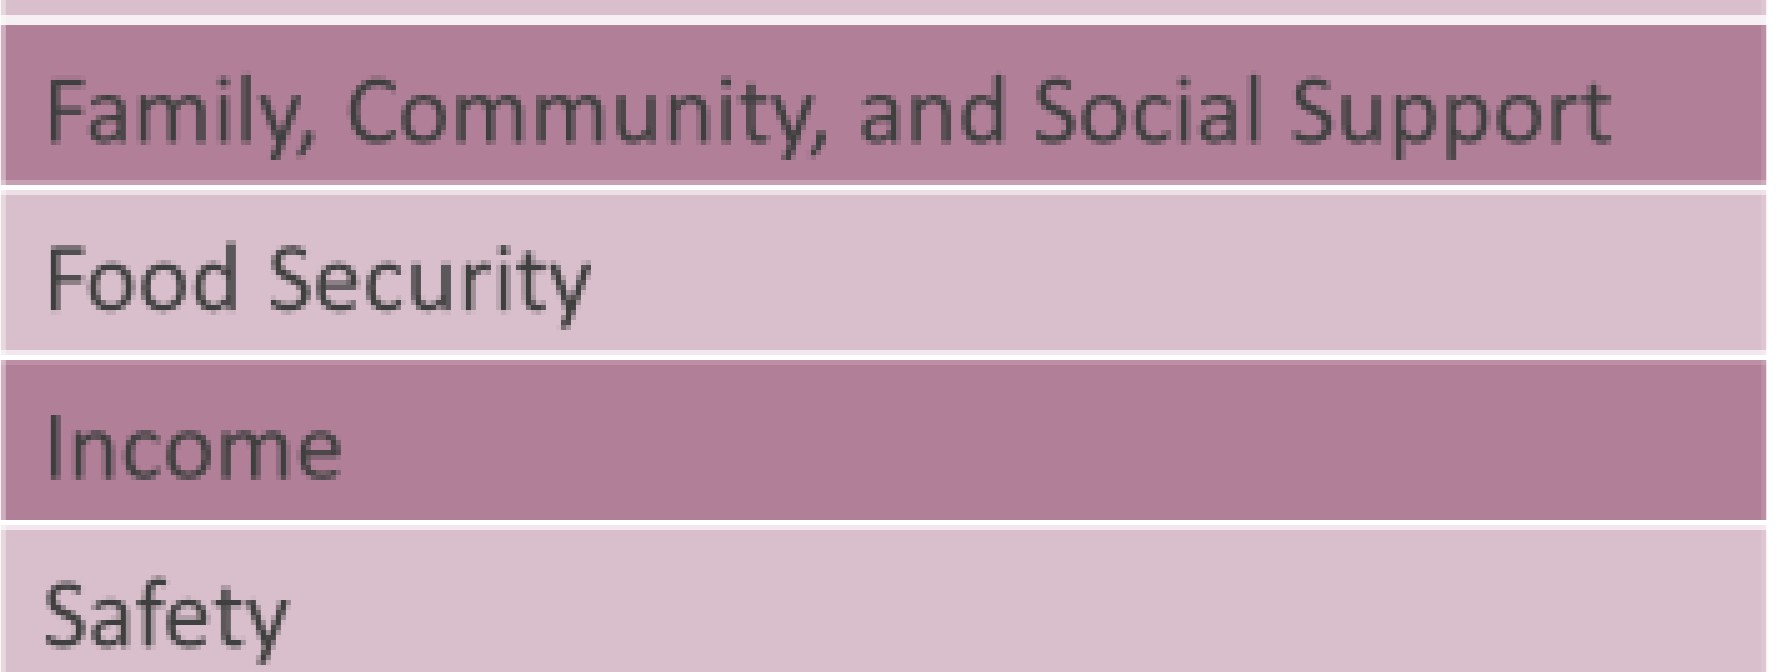 Family, Community, and Social Support
Food Security
Income
Safety